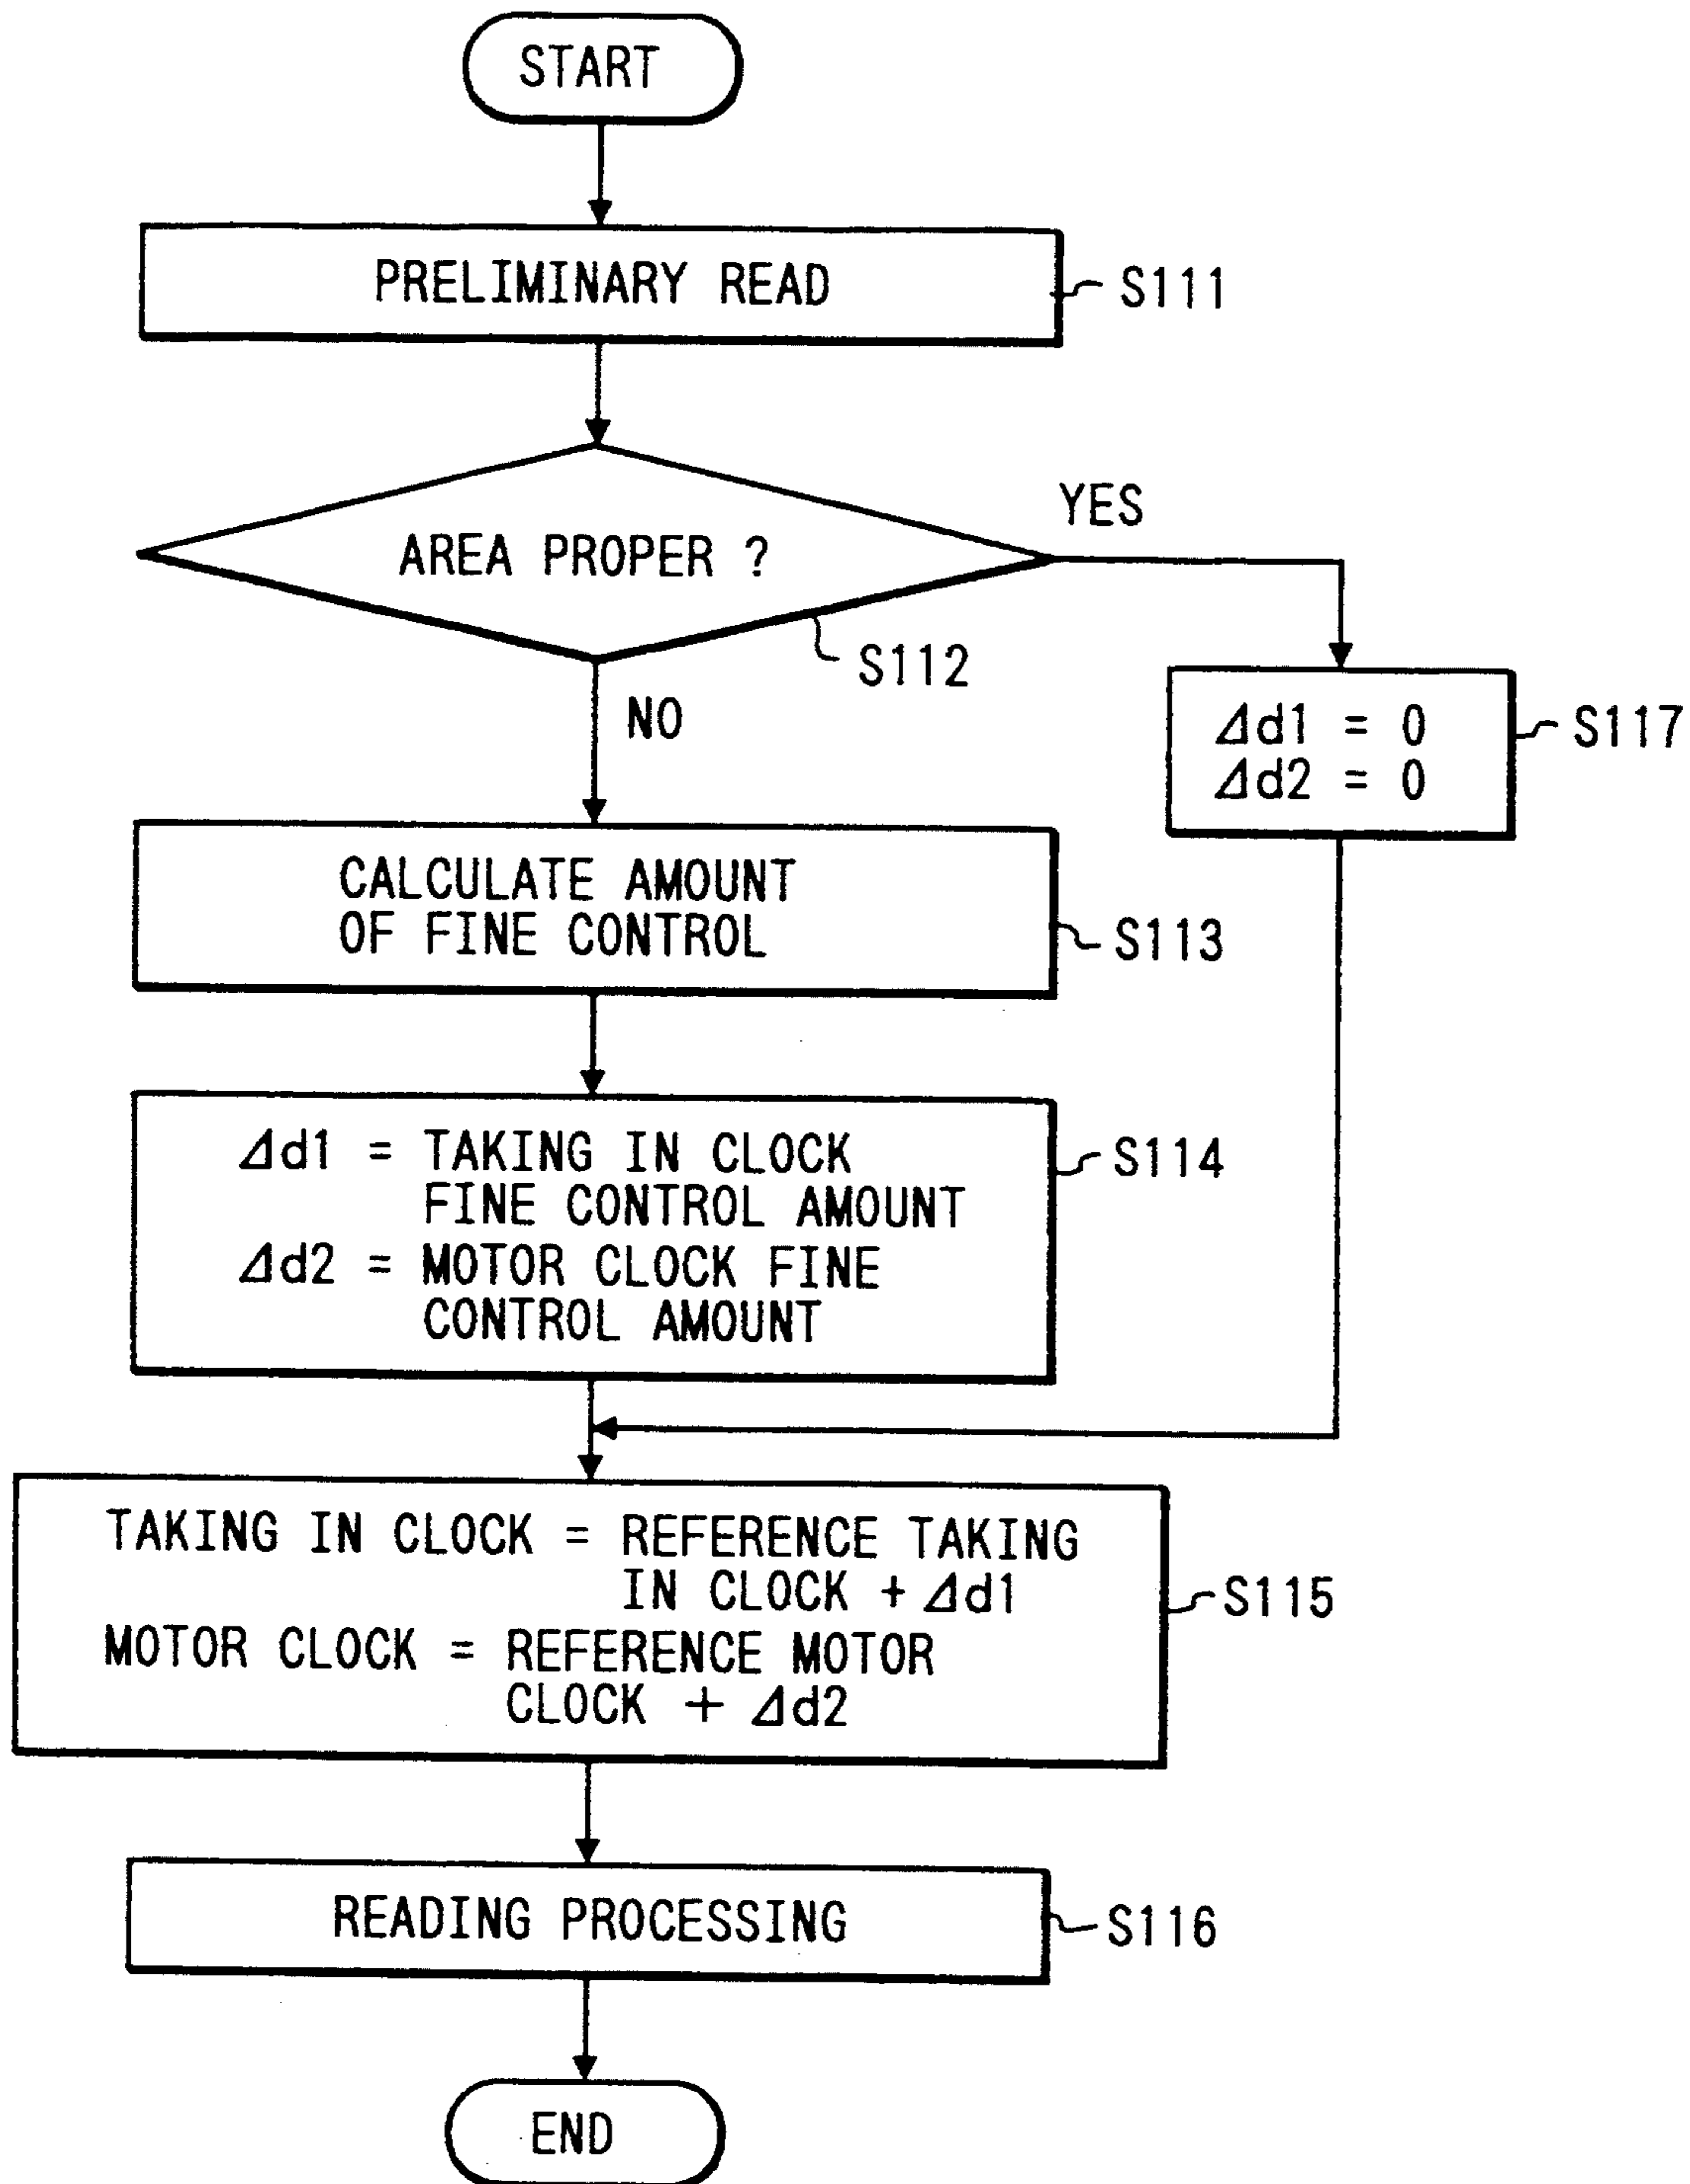 START
PRELIMINARY READ
S111
AREA PROPER ?
YES
S112
NO
Δd1 = 0
Δd2 = 0
S117
CALCULATE AMOUNT
OF FINE CONTROL
S113
Δd1 = TAKING IN CLOCK
FINE CONTROL AMOUNT
Δd2 = MOTOR CLOCK FINE
CONTROL AMOUNT
S114
TAKING IN CLOCK = REFERENCE TAKING
IN CLOCK + Δd1
MOTOR CLOCK = REFERENCE MOTOR
CLOCK + Δd2
S115
READING PROCESSING
S116
END